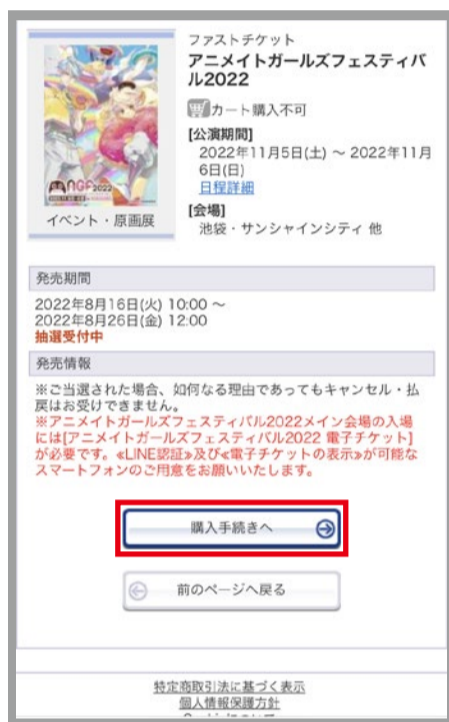 ファストチケット
アニメイトガールズフェスティバ
ル2022
カート購入不可
[公演期間]
2022年11月5日(土) ～ 2022年11月
6日(日)
日程詳細
[会場]
池袋・サンシャインシティ 他
AGF2022
イベント・原画展
発売期間
2022年8月16日(火) 10:00 ～
2022年8月26日(金) 12:00
抽選受付中
発売情報
※ご当選された場合、如何なる理由であってもキャンセル・払
戻はお受けできません。
※アニメイトガールズフェスティバル2022メイン会場の入場
には[アニメイトガールズフェスティバル2022 電子チケット]
が必要です。≪LINE認証≫及び≪電子チケットの表示≫が可能な
スマートフォンのご用意をお願いいたします。
購入手続きへ
前のページへ戻る
特定商取引法に基づく表示
個人情報保護方針